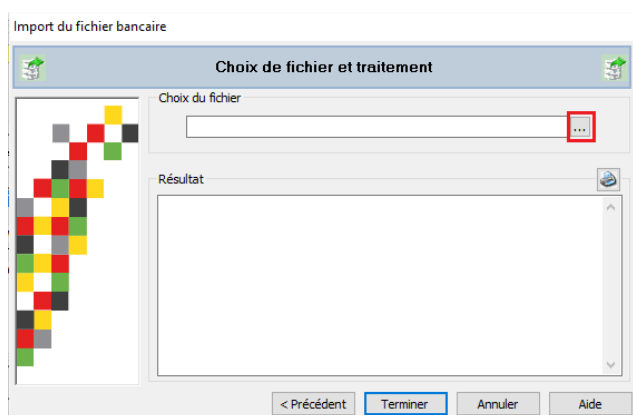 Import du fichier bancaire
Choix de fichier et traitement
Choix du fichier
...
Résultat
< Précédent Terminer Annuler Aide